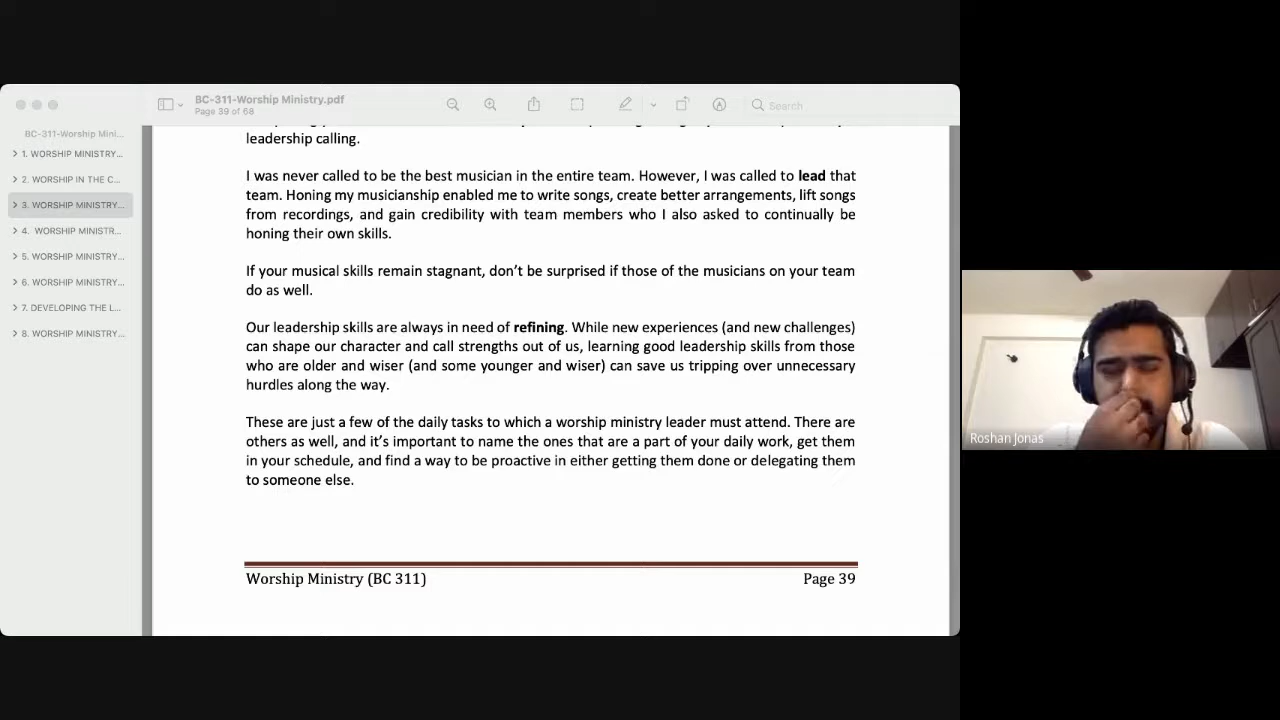 BC-311-Worship Ministry.pdf
Page 39 of 68
Search
BC-311-Worship Mini...
1. WORSHIP MINISTRY...
2. WORSHIP IN THE C...
3. WORSHIP MINISTRY...
4. WORSHIP MINISTR...
5. WORSHIP MINISTRY...
6. WORSHIP MINISTRY...
7. DEVELOPING THE L...
8. WORSHIP MINISTRY...
leadership calling.
I was never called to be the best musician in the entire team. However, I was called to lead that
team. Honing my musicianship enabled me to write songs, create better arrangements, lift songs
from recordings, and gain credibility with team members who I also asked to continually be
honing their own skills.
If your musical skills remain stagnant, don't be surprised if those of the musicians on your team
do as well.
Our leadership skills are always in need of refining. While new experiences (and new challenges)
can shape our character and call strengths out of us, learning good leadership skills from those
who are older and wiser (and some younger and wiser) can save us tripping over unnecessary
hurdles along the way.
These are just a few of the daily tasks to which a worship ministry leader must attend. There are
others as well, and it's important to name the ones that are a part of your daily work, get them
in your schedule, and find a way to be proactive in either getting them done or delegating them
to someone else.
Worship Ministry (BC 311)
Page 39
Roshan Jonas